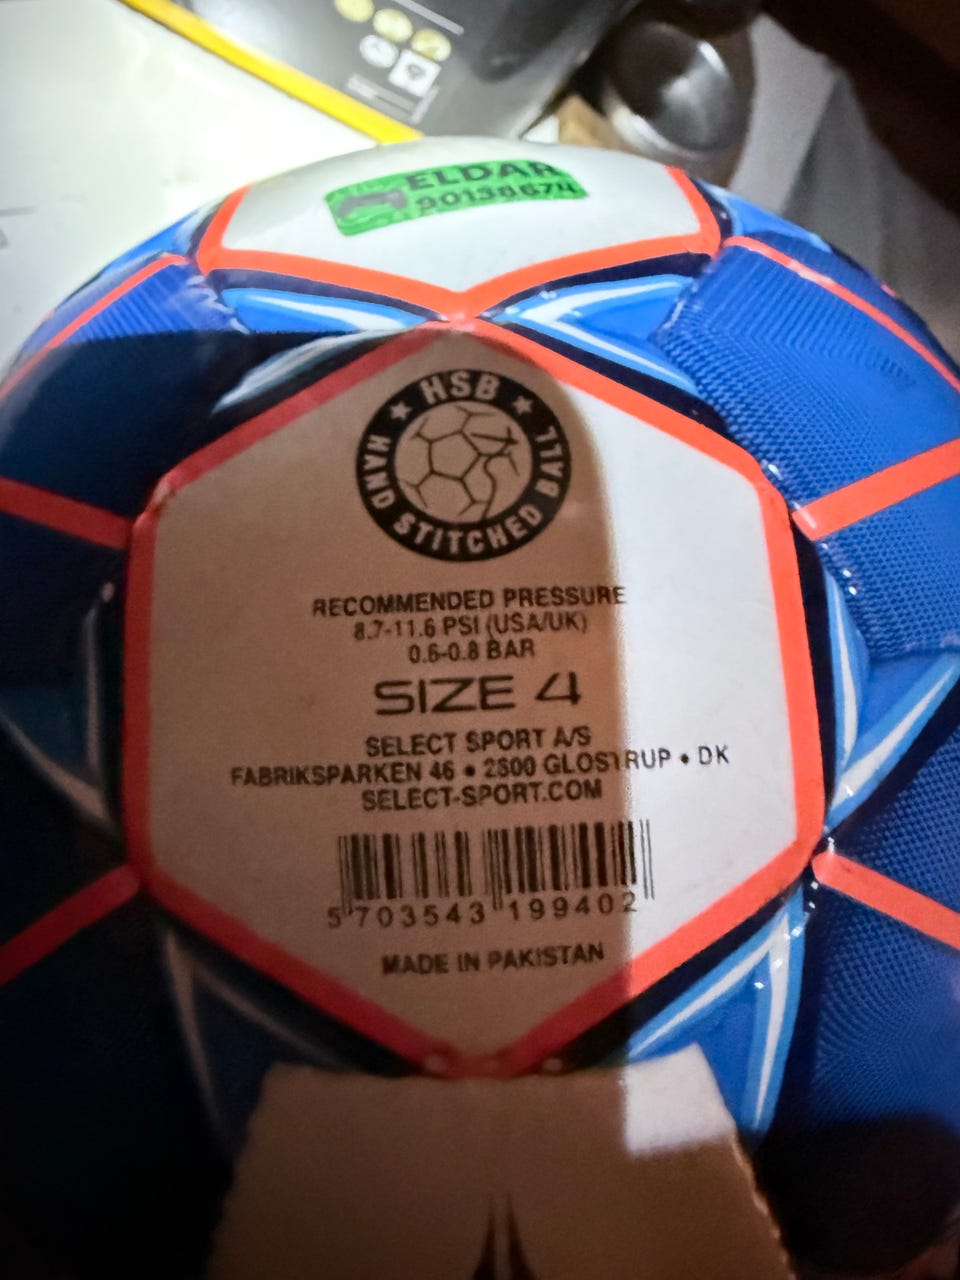 ELDAR
90138674
HSB
HAND STITCHED BALL
RECOMMENDED PRESSURE
8.7-11.6 PSI (USA/UK)
0.6-0.8 BAR
SIZE 4
SELECT SPORT A/S
FABRIKSPARKEN 46 • 2600 GLOSTRUP • DK
SELECT-SPORT.COM
5 703543 199402
MADE IN PAKISTAN